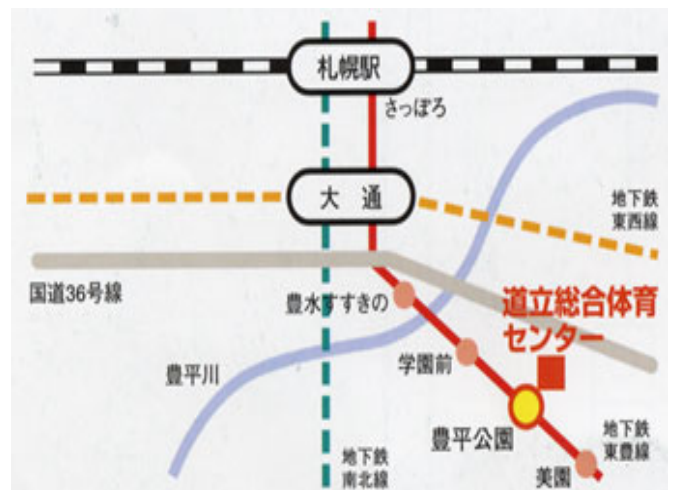 札幌駅
さっぽろ
大通
地下鉄
東西線
国道36号線
豊水すすきの
道立総合体育
センター
学園前
豊平川
豊平公園
地下鉄
東豊線
地下鉄
南北線
美園